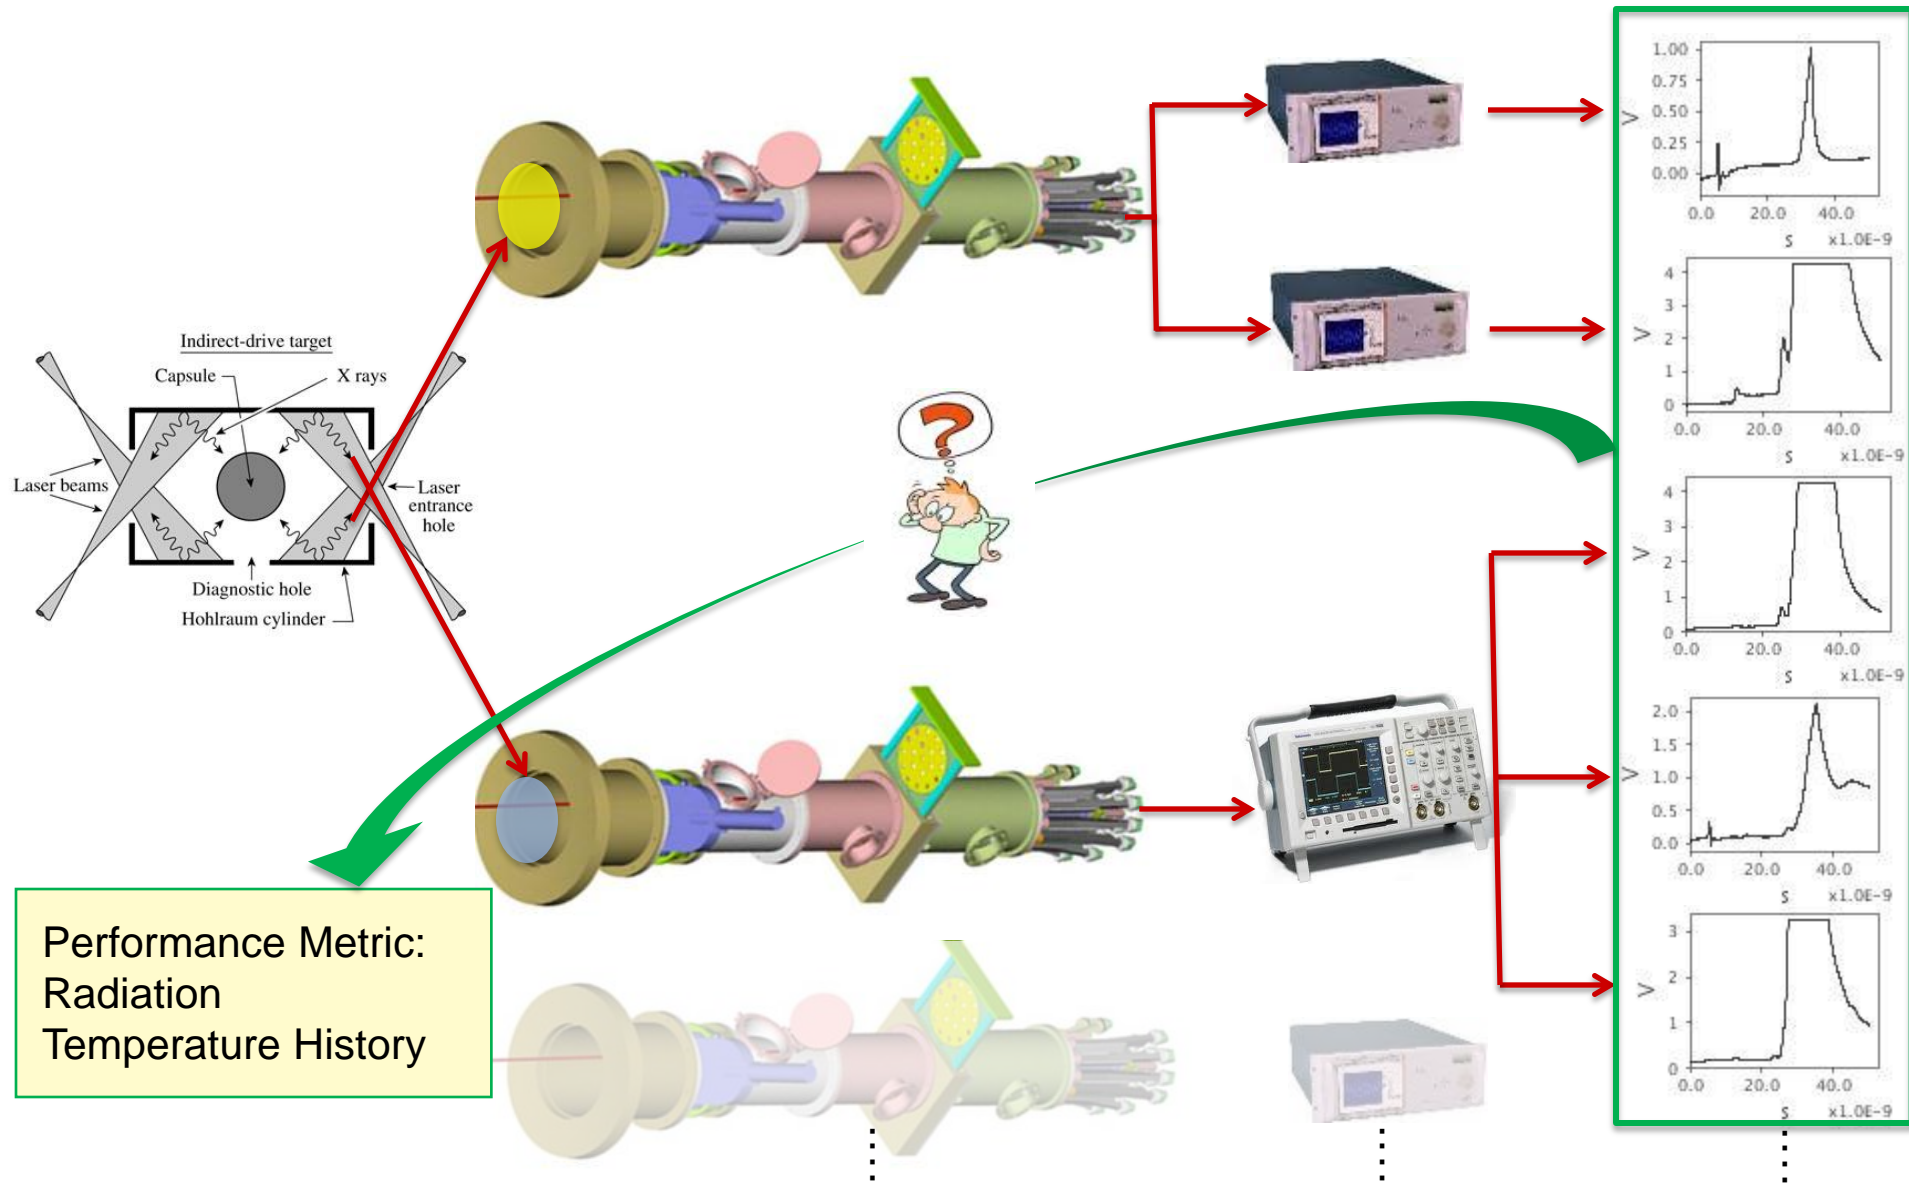 Indirect-drive target
Capsule
X rays
Laser beams
Laser
entrance
hole
Diagnostic hole
Hohlraum cylinder
?
Performance Metric:
Radiation
Temperature History
1.00
0.75
0.50
0.25
0.00
V
0.0 20.0 40.0
S x1.0E-9
4
3
2
1
0
V
0.0 20.0 40.0
S x1.0E-9
4
3
2
1
0
V
0.0 20.0 40.0
S x1.0E-9
2.0
1.5
1.0
0.5
0.0
V
0.0 20.0 40.0
S x1.0E-9
3
2
1
0
V
0.0 20.0 40.0
S x1.0E-9